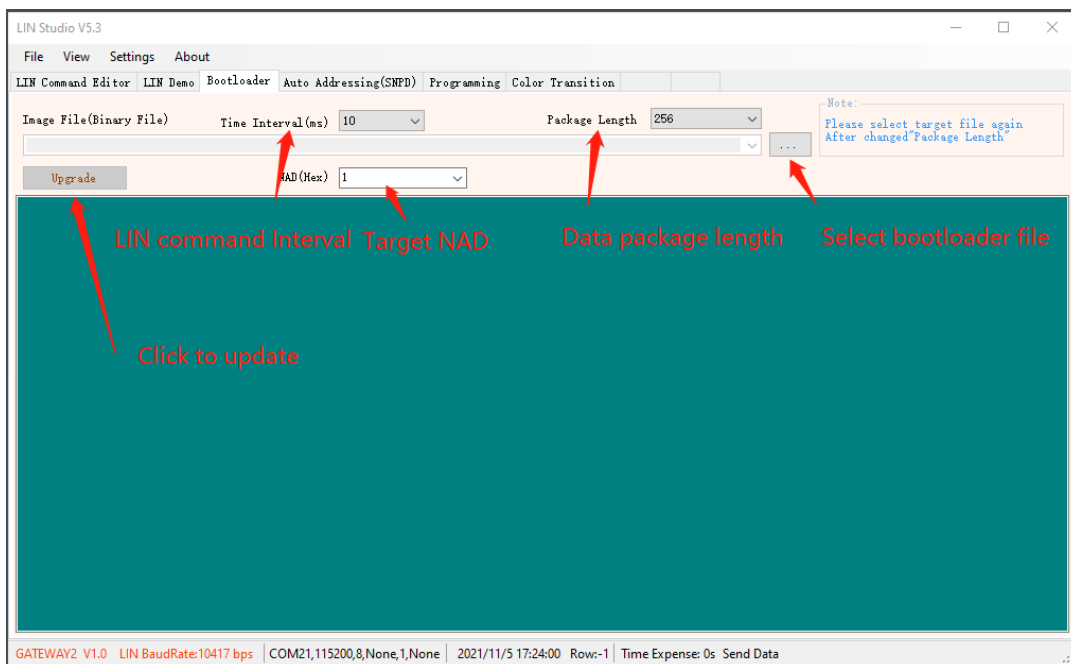 LIN Studio V5.3
File View Settings About
LIN Command Editor LIN Demo Bootloader Auto Addressing(SNPD) Programming Color Transition
Image File(Binary File) Time Interval(ms) 10 Package Length 256
Note:
Please select target file again
After changed"Package Length"
...
Upgrade NAD(Hex) 1
LIN command Interval Target NAD Data package length Select bootloader file
Click to update
GATEWAY2 V1.0 LIN BaudRate:10417 bps COM21,115200,8,None,1,None 2021/11/5 17:24:00 Row:-1 Time Expense: 0s Send Data